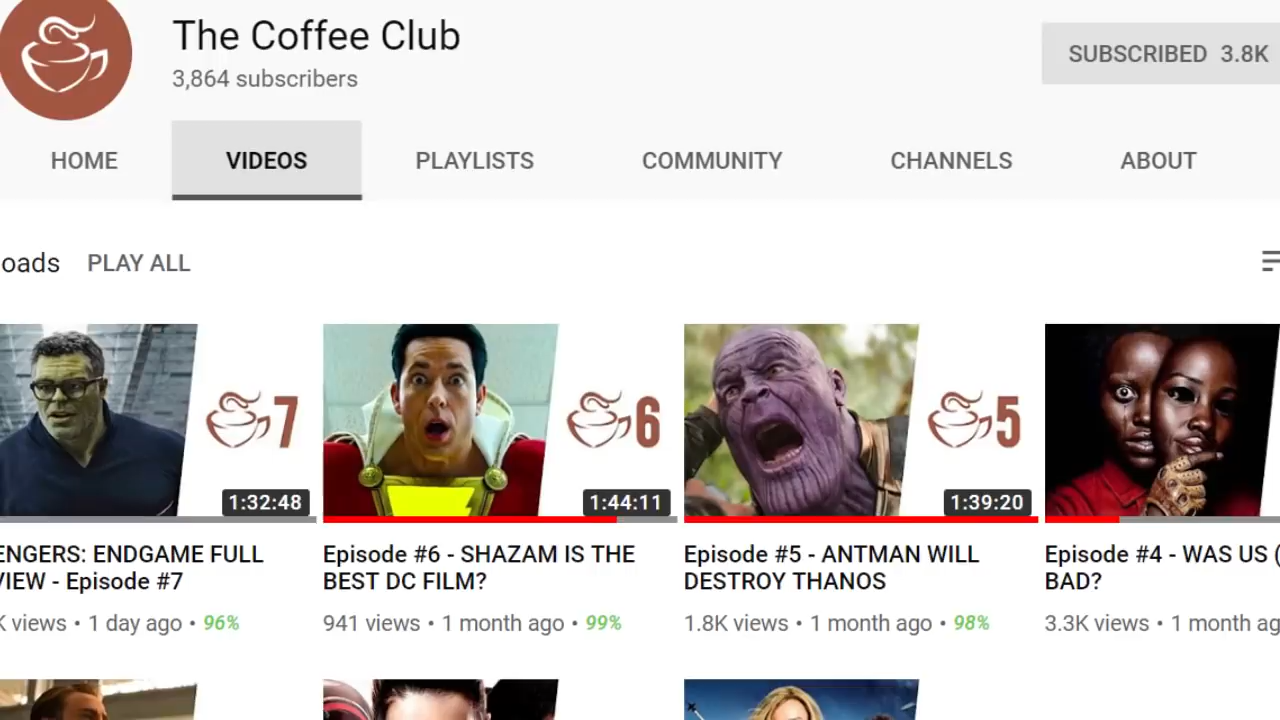 The Coffee Club
3,864 subscribers
SUBSCRIBED 3.8K
HOME VIDEOS PLAYLISTS COMMUNITY CHANNELS ABOUT
oads PLAY ALL
7 1:32:48
6 1:44:11
5 1:39:20
ENGERS: ENDGAME FULL
VIEW - Episode #7
K views • 1 day ago • 96%
Episode #6 - SHAZAM IS THE
BEST DC FILM?
941 views • 1 month ago • 99%
Episode #5 - ANTMAN WILL
DESTROY THANOS
1.8K views • 1 month ago • 98%
Episode #4 - WAS US (
BAD?
3.3K views • 1 month ag